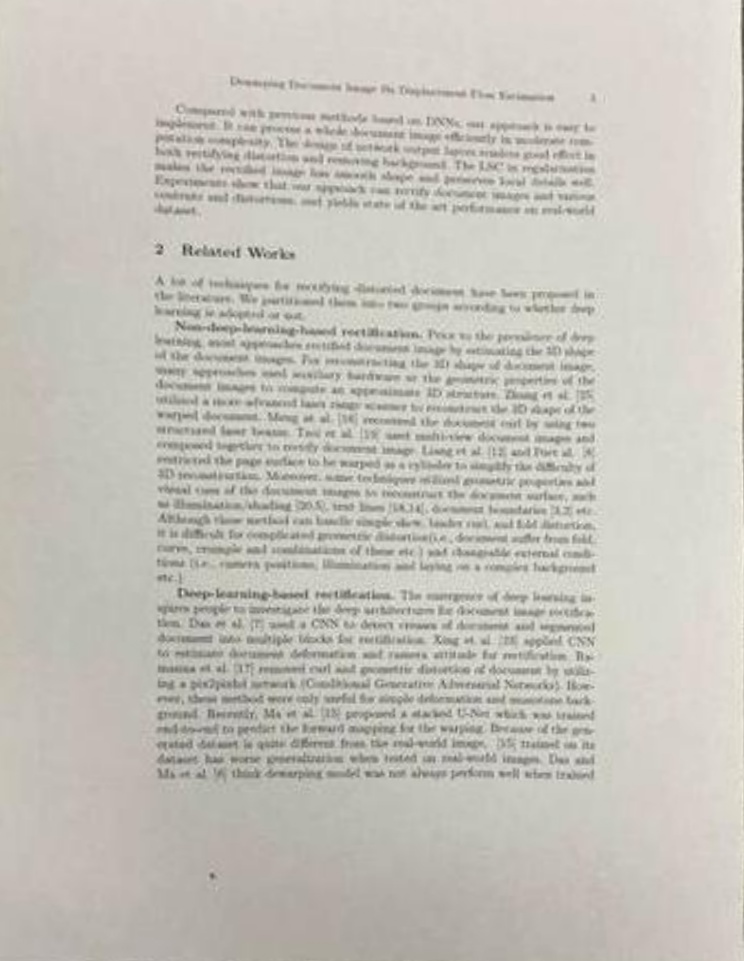 Dewarping Document Image By Displacement Flow Estimation 3
Compared with previous methods based on DNNs, our approach is easy to
implement. It can process a whole document image efficiently in moderate com-
putation complexity. The design of network output layers renders good effect in
both rectifying distortion and removing background. The LSC in regularization
makes the rectified image has smooth shape and preserves local details well.
Experiments show that our approach can rectify document images and various
contents and distortions, and yields state of the art performance on real-world
dataset.
2 Related Works
A lot of techniques for rectifying distorted document have been proposed in
the literature. We partitioned them into two groups according to whether deep
learning is adopted or not.
Non-deep-learning-based rectification. Prior to the prevalence of deep
learning, most approaches rectified document image by estimating the 3D shape
of the document images. For reconstructing the 3D shape of document image,
many approaches used auxiliary hardware or the geometric properties of the
document images to compute an approximate 3D structure. Zhang et al. [25]
utilized a more advanced laser range scanner to reconstruct the 3D shape of the
warped document. Meng et al. [16] recovered the document curl by using two
structured laser beams. Tsoi et al. [19] used multi-view document images and
composed together to rectify document image. Liang et al. [12] and Fu et al. [8]
restricted the page surface to be warped as a cylinder to simplify the difficulty of
3D reconstruction. Moreover, some techniques utilized geometric properties and
visual cues of the document images to reconstruct the document surface, such
as illumination/shading [20,5], text lines [18,14], document boundaries [3,2] etc.
Although these method can handle simple skew, binder curl, and fold distortion,
it is difficult for complicated geometric distortion(i.e., document suffer from fold,
curve, crumple and combinations of these etc.) and changeable external condi-
tions (i.e., camera positions, illumination and laying on a complex background
etc.)
Deep-learning-based rectification. The emergence of deep learning in-
spires people to investigate the deep architectures for document image rectifica-
tion. Das et al. [7] used a CNN to detect creases of document and segmented
document into multiple blocks for rectification. Xing et al. [23] applied CNN
to estimate document deformation and camera attitude for rectification. Ra-
manna et al. [17] removed curl and geometric distortion of document by utiliz-
ing a pix2pixhd network (Conditional Generative Adversarial Networks). How-
ever, these method were only useful for simple deformation and monotone back-
ground. Recently, Ma et al. [15] proposed a stacked U-Net which was trained
end-to-end to predict the forward mapping for the warping. Because of the gen-
erated dataset is quite different from the real-world image, [15] trained on its
dataset has worse generalization when tested on real-world images. Das and
Ma et al. [6] think dewarping model was not always perform well when trained